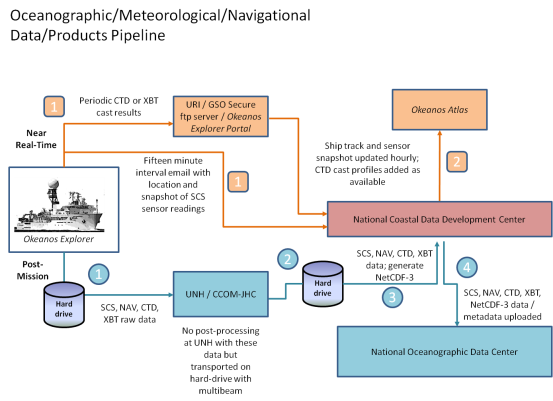 Oceanographic/Meteorological/Navigational
Data/Products Pipeline
1
Periodic CTD or XBT
cast results
URI / GSO Secure
ftp server / Okeanos
Explorer Portal
Okeanos Atlas
Near
Real-Time
Fifteen minute
interval email with
location and
snapshot of SCS
sensor readings
1
Ship track and sensor
snapshot updated hourly;
CTD cast profiles added as
available
2
Okeanos Explorer
National Coastal Data Development Center
Post-
Mission
1
Hard
drive
SCS, NAV, CTD,
XBT raw data
UNH / CCOM-JHC
2
Hard
drive
SCS, NAV, CTD, XBT
data; generate
NetCDF-3
3
4
SCS, NAV, CTD, XBT,
NetCDF-3 data /
metadata uploaded
No post-processing
at UNH with these
data but
transported on
hard-drive with
multibeam
National Oceanographic Data Center